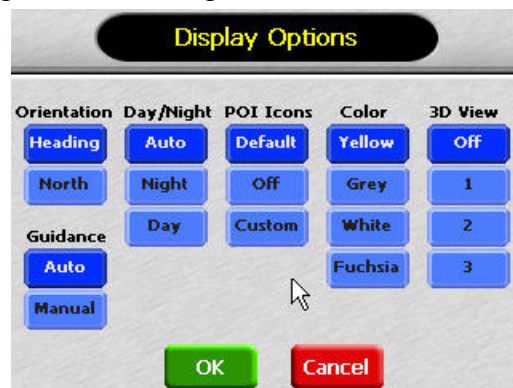 Display Options
Orientation Day/Night POI Icons Color 3D View
Heading Auto Default Yellow Off
North Night Off Grey 1
Day Custom White 2
Guidance
Auto Fuchsia 3
Manual
OK Cancel